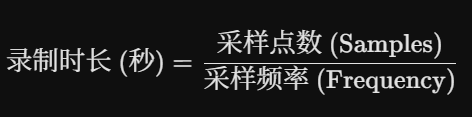 录制时长 (秒) = 采样点数 (Samples) / 采样频率 (Frequency)